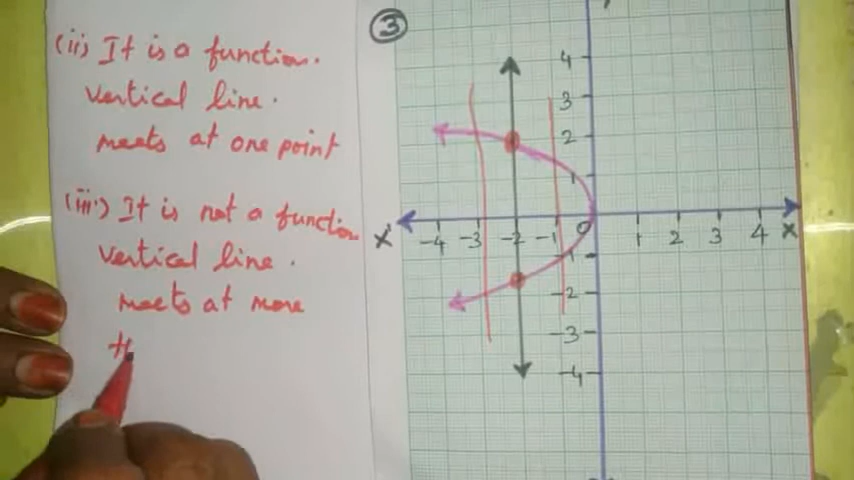 (ii) It is a function.
vertical line.
meets at one point
(iii) It is not a function
vertical line.
meets at more
3
4
3
2
1
X' -4 -3 -2 -1 0 1 2 3 4 X
-1
-2
-3
-4